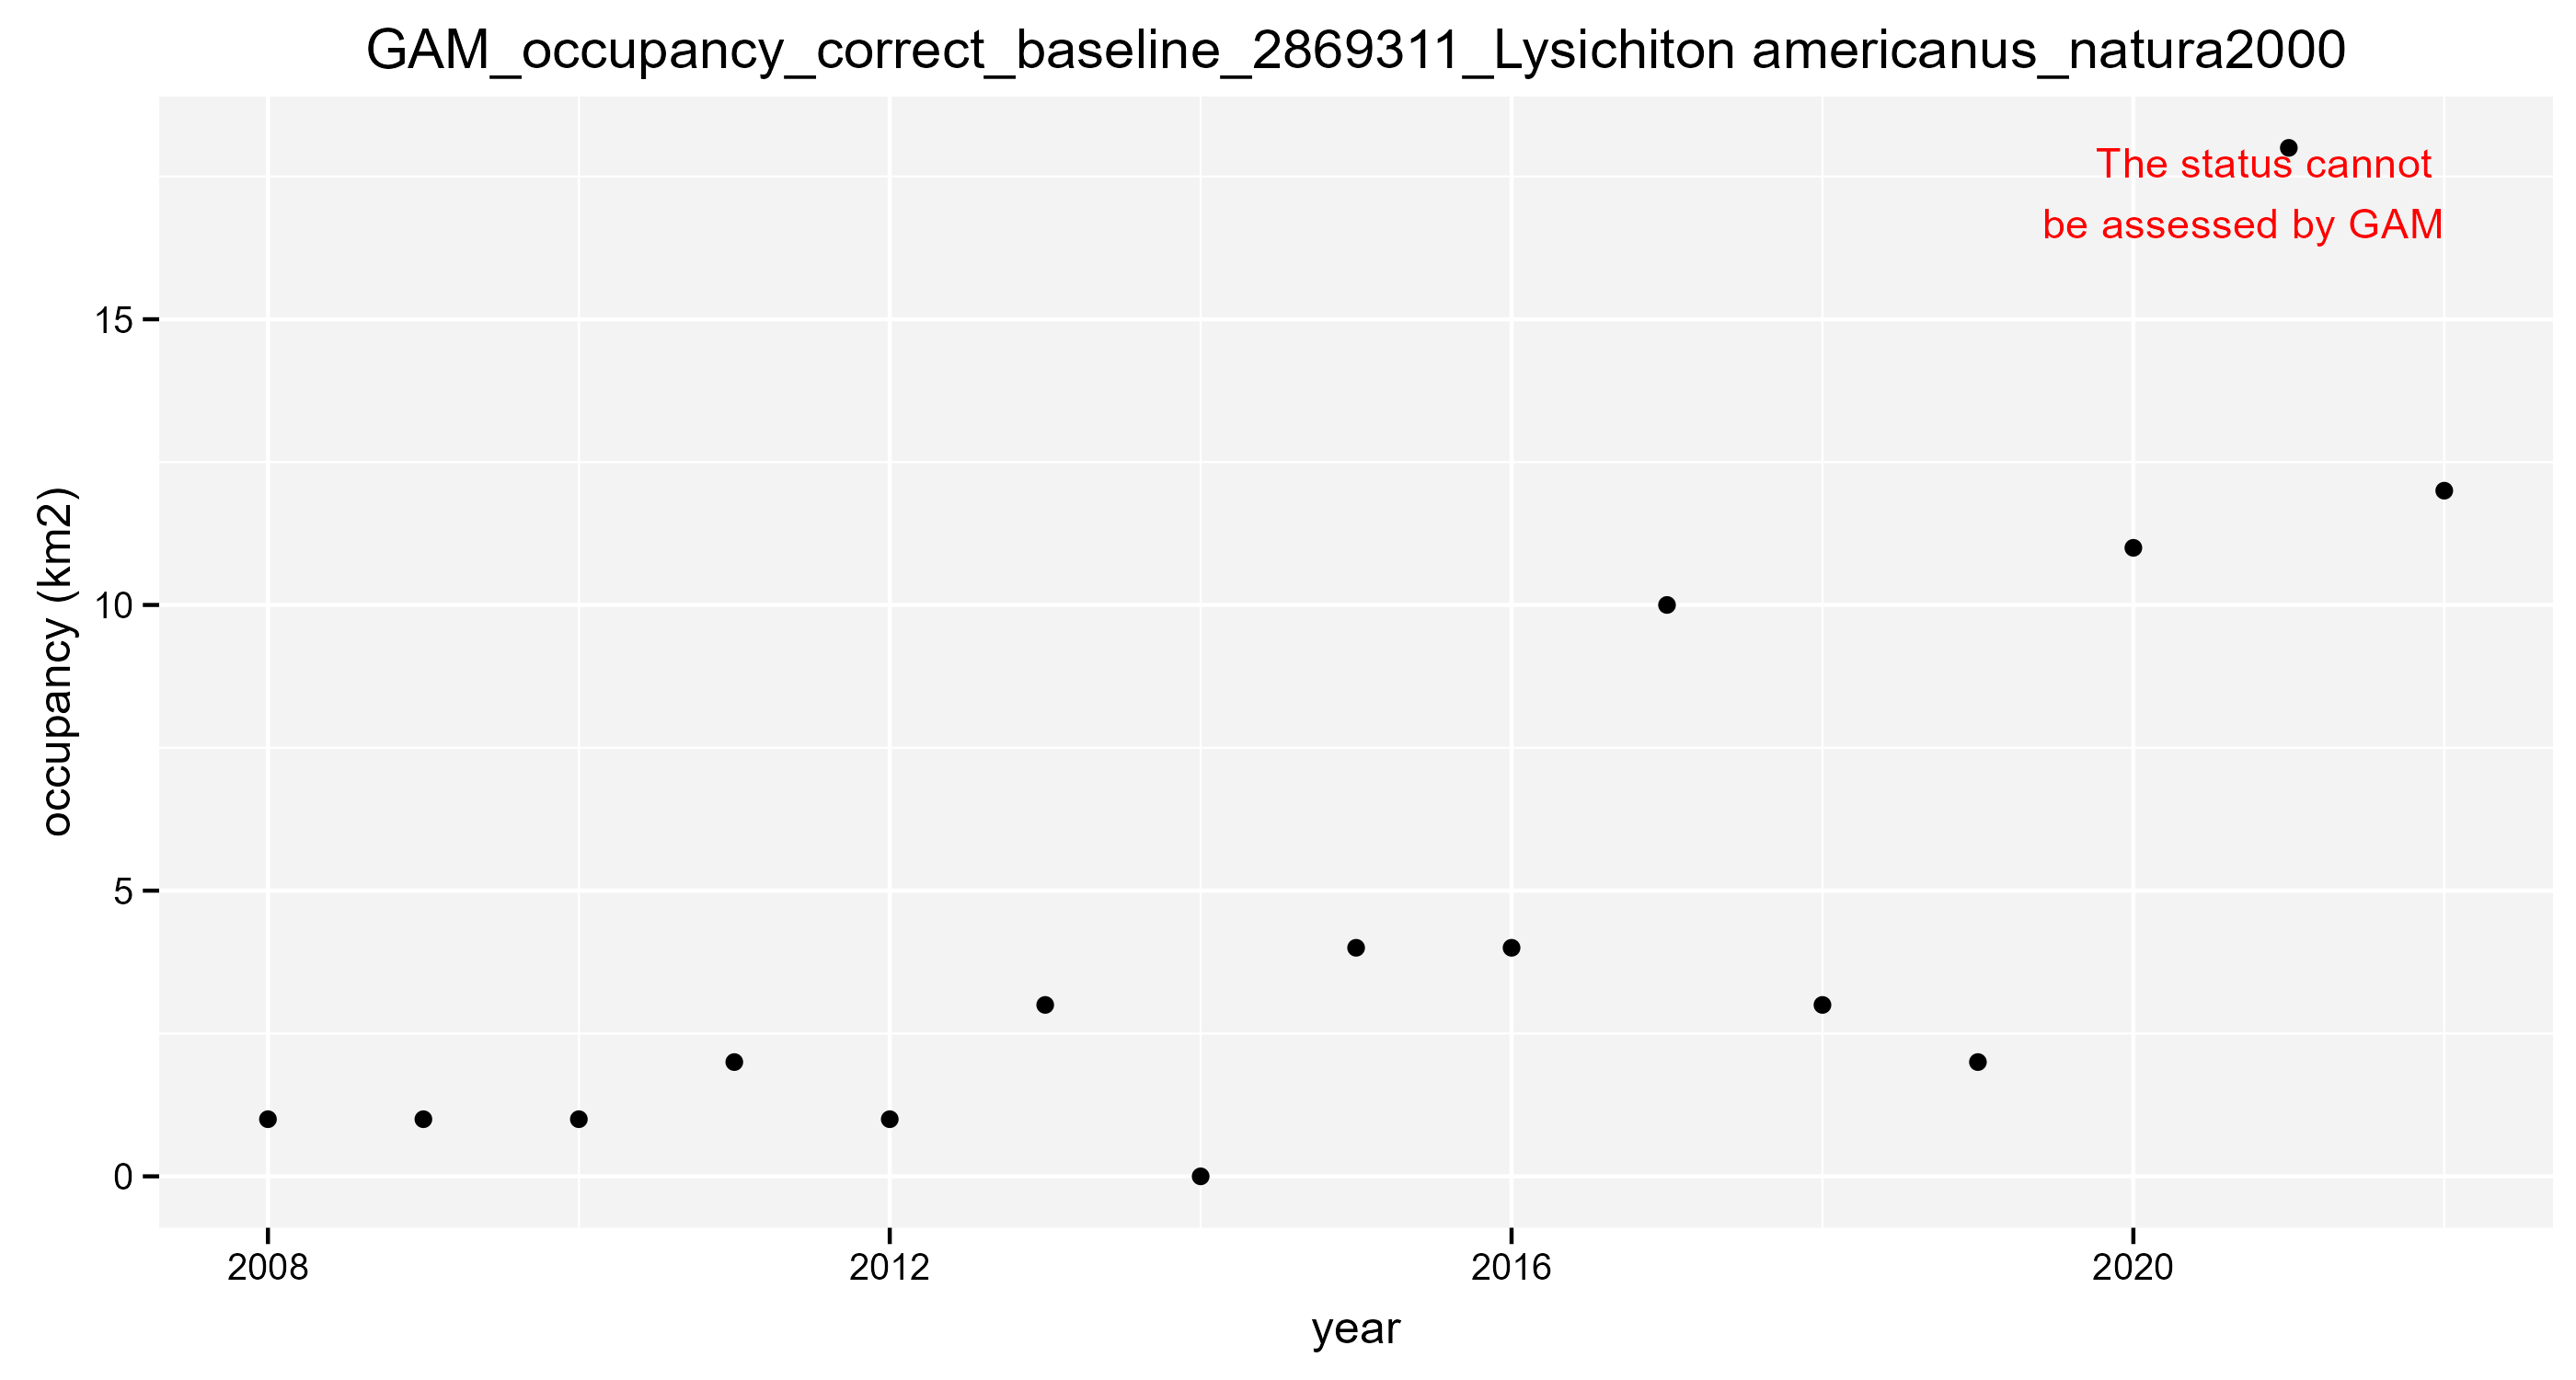 GAM_occupancy_correct_baseline_2869311_Lysichiton americanus_natura2000
The status cannot
be assessed by GAM
occupancy (km2)
15
10
5
0
2008 2012 2016 2020
year